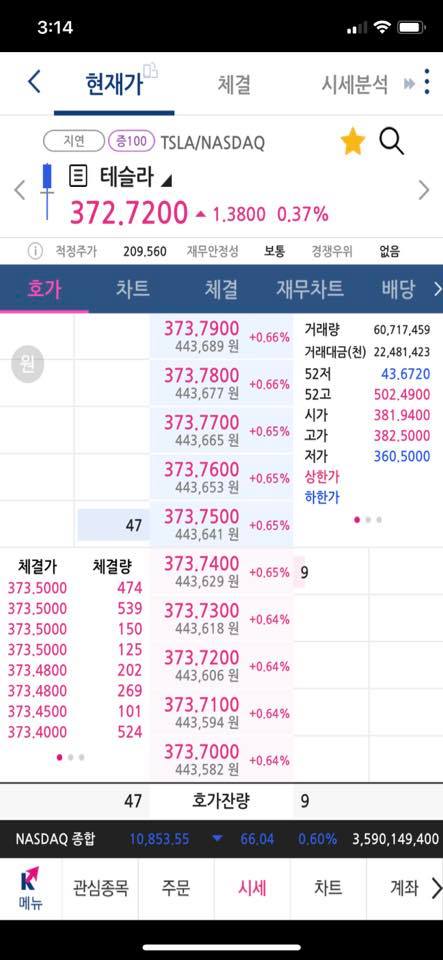 3:14
현재가 체결 시세분석
지연 증100 TSLA/NASDAQ
테슬라
372.7200 1.3800 0.37%
적정주가 209.560 재무안정성 보통 경쟁우위 없음
호가 차트 체결 재무차트 배당
원
373.7900 +0.66%
443,689 원
373.7800 +0.66%
443,677 원
373.7700 +0.65%
443,665 원
373.7600 +0.65%
443,653 원
47 373.7500 +0.65%
443,641 원
거래량 60,717,459
거래대금(천) 22,481,423
52저 43.6720
52고 502.4900
시가 381.9400
고가 382.5000
저가 360.5000
상한가
하한가
373.7400 +0.65% 9
443,629 원
373.7300 +0.64%
443,618 원
373.7200 +0.64%
443,606 원
373.7100 +0.64%
443,594 원
373.7000 +0.64%
443,582 원
체결가 체결량
373.5000 474
373.5000 539
373.5000 150
373.5000 125
373.4800 202
373.4800 269
373.4500 101
373.4000 524
47 호가잔량 9
NASDAQ 종합 10,853.55 66.04 0.60% 3,590,149,400
메뉴 관심종목 주문 시세 차트 계좌